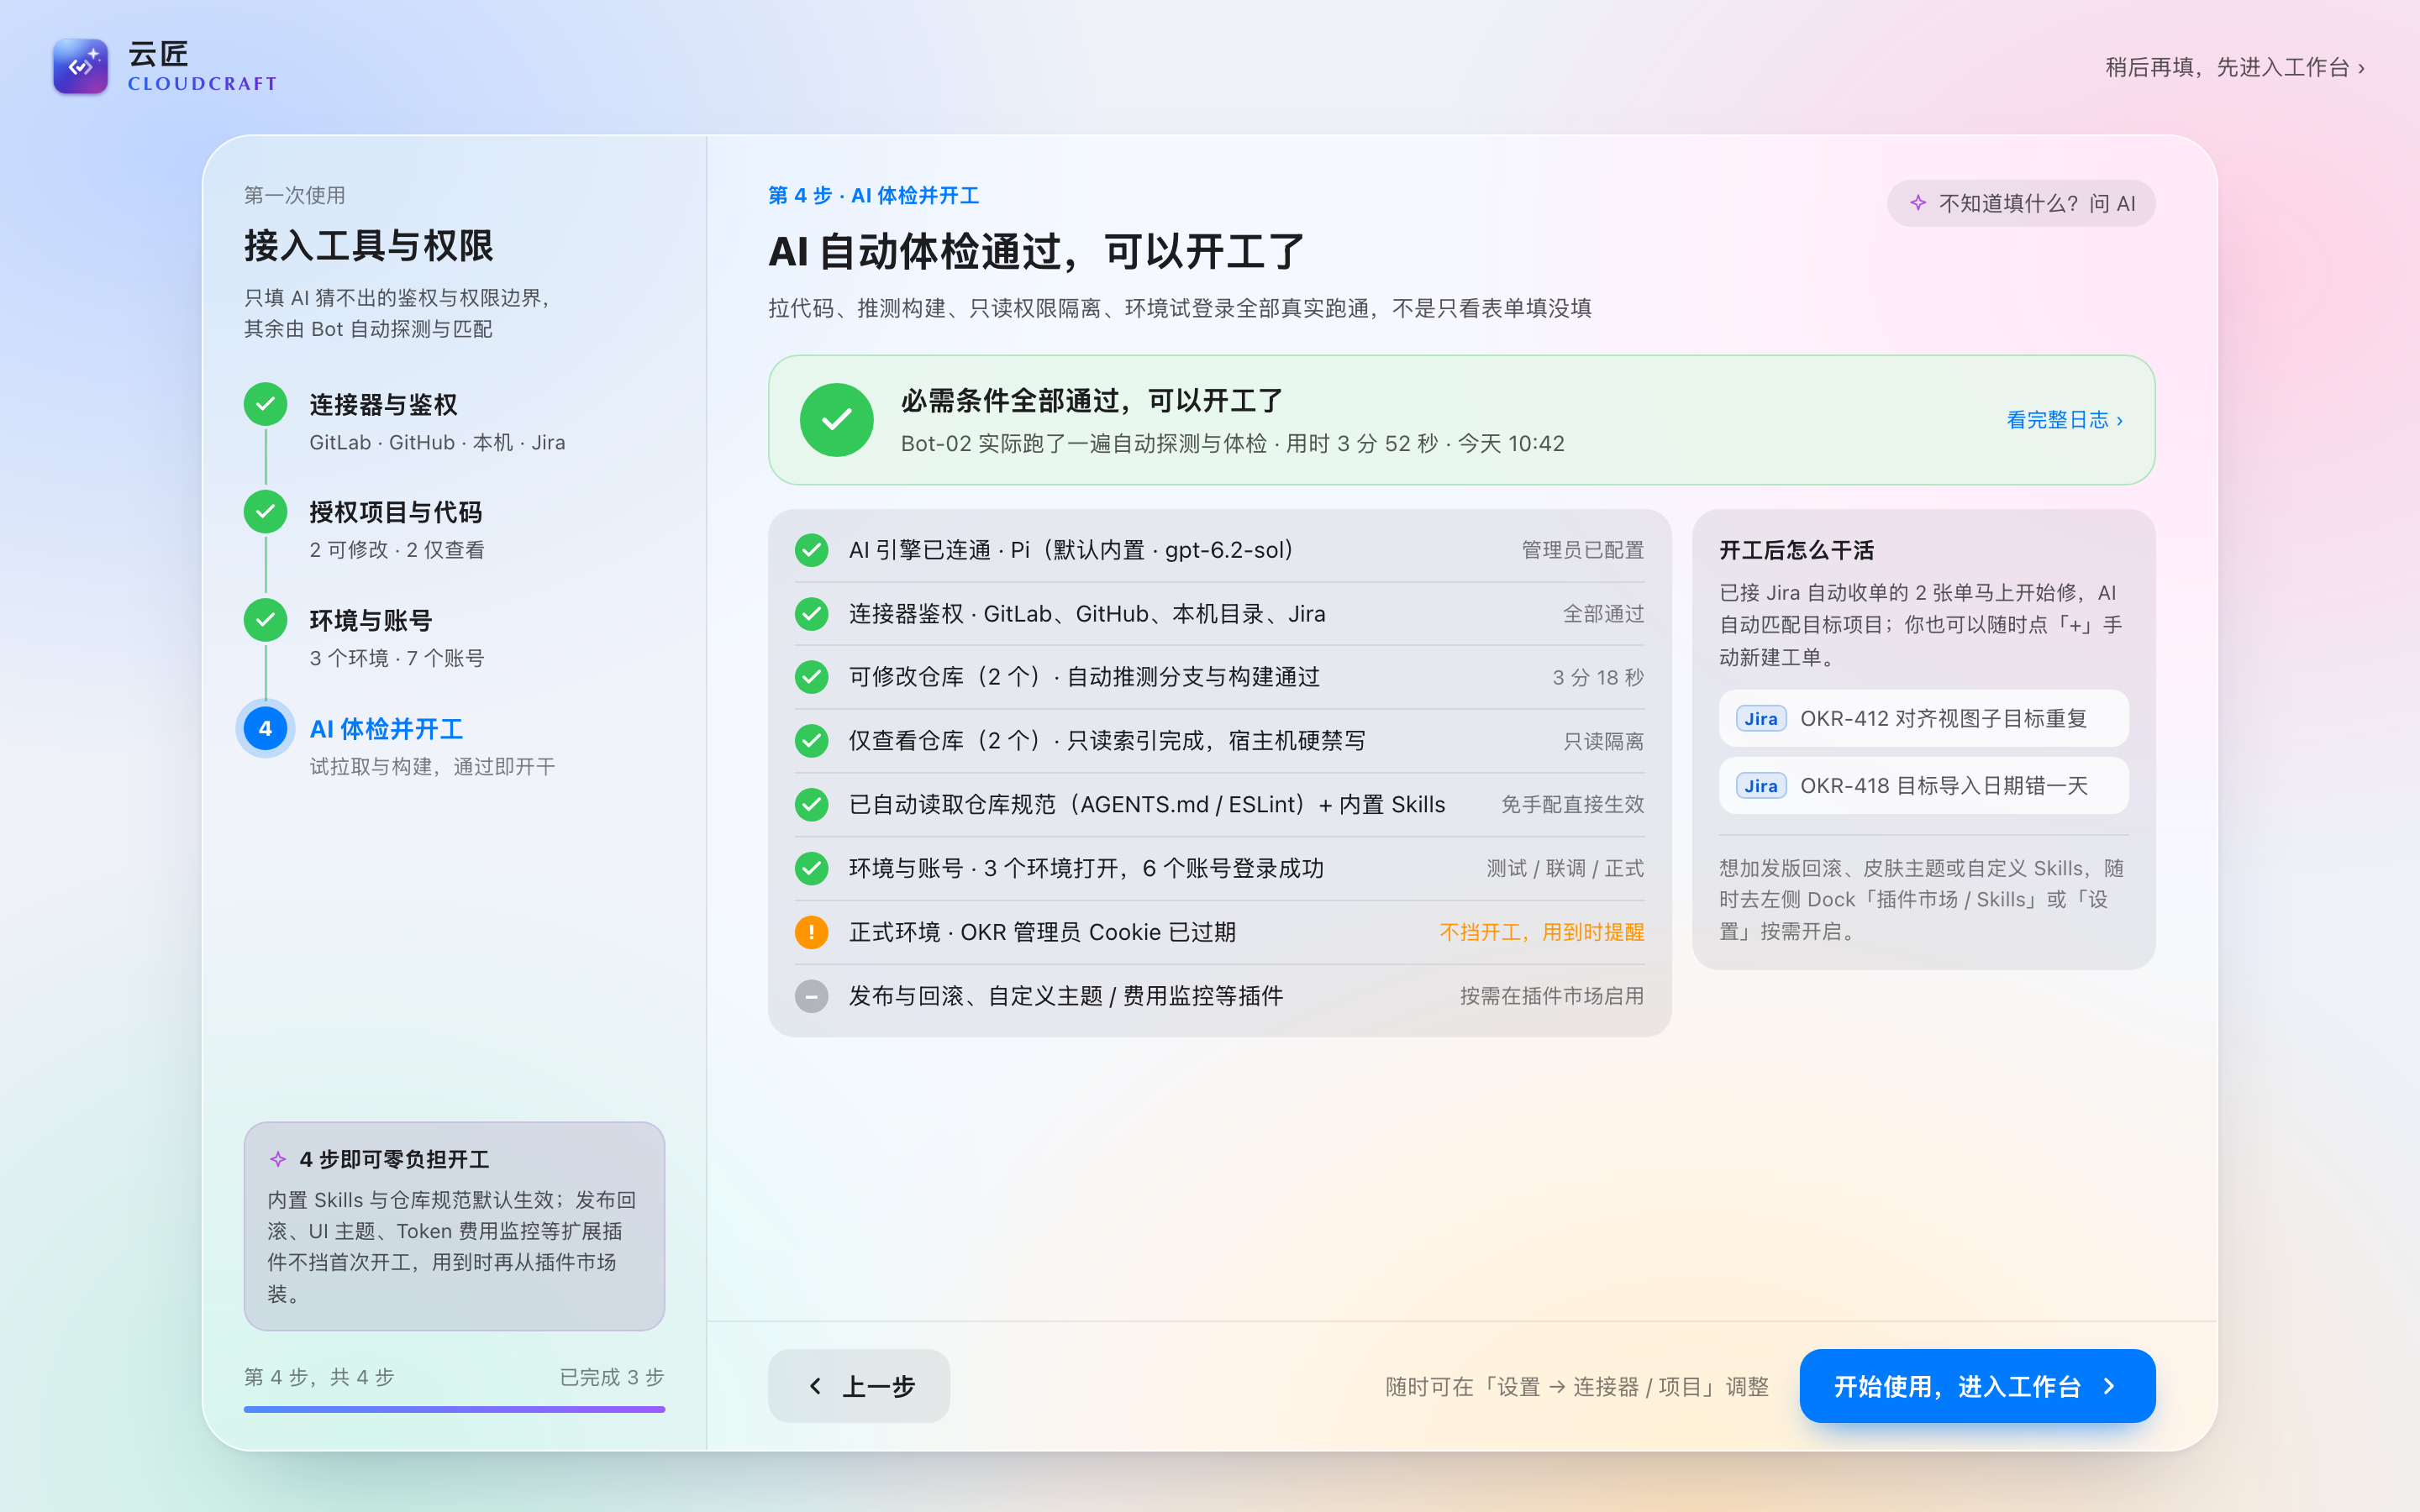 云匠
CLOUDCRAFT
稍后再填，先进入工作台 ›
第一次使用
接入工具与权限
只填 AI 猜不出的鉴权与权限边界，
其余由 Bot 自动探测与匹配
连接器与鉴权
GitLab · GitHub · 本机 · Jira
授权项目与代码
2 可修改 · 2 仅查看
环境与账号
3 个环境 · 7 个账号
4
AI 体检并开工
试拉取与构建，通过即开干
4 步即可零负担开工
内置 Skills 与仓库规范默认生效；发布回
滚、UI 主题、Token 费用监控等扩展插
件不挡首次开工，用到时再从插件市场
装。
第 4 步，共 4 步
已完成 3 步
第 4 步 · AI 体检并开工
不知道填什么？问 AI
AI 自动体检通过，可以开工了
拉代码、推测构建、只读权限隔离、环境试登录全部真实跑通，不是只看表单填没填
必需条件全部通过，可以开工了
Bot-02 实际跑了一遍自动探测与体检 · 用时 3 分 52 秒 · 今天 10:42
看完整日志 ›
AI 引擎已连通 · Pi（默认内置 · gpt-6.2-sol）
管理员已配置
连接器鉴权 · GitLab、GitHub、本机目录、Jira
全部通过
可修改仓库（2 个）· 自动推测分支与构建通过
3 分 18 秒
仅查看仓库（2 个）· 只读索引完成，宿主机硬禁写
只读隔离
已自动读取仓库规范（AGENTS.md / ESLint）+ 内置 Skills
免手配直接生效
环境与账号 · 3 个环境打开，6 个账号登录成功
测试 / 联调 / 正式
正式环境 · OKR 管理员 Cookie 已过期
不挡开工，用到时提醒
发布与回滚、自定义主题 / 费用监控等插件
按需在插件市场启用
开工后怎么干活
已接 Jira 自动收单的 2 张单马上开始修，AI
自动匹配目标项目；你也可以随时点「+」手
动新建工单。
Jira OKR-412 对齐视图子目标重复
Jira OKR-418 目标导入日期错一天
想加发版回滚、皮肤主题或自定义 Skills，随
时去左侧 Dock「插件市场 / Skills」或「设
置」按需开启。
上一步
随时可在「设置 → 连接器 / 项目」调整
开始使用，进入工作台